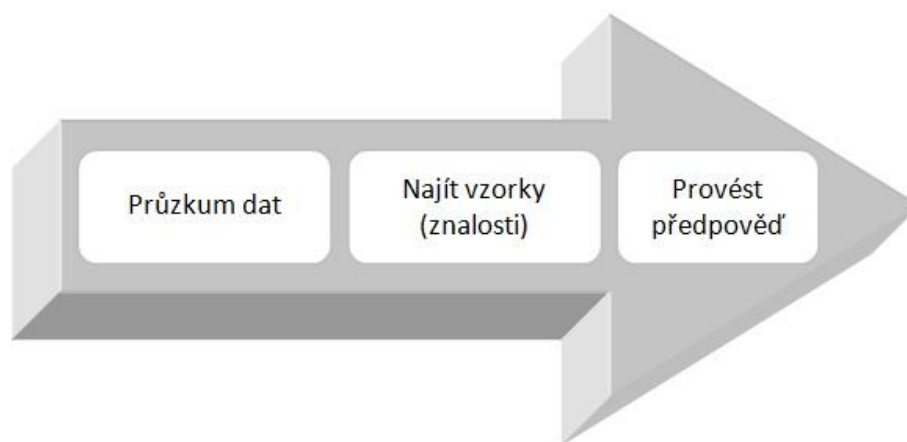 Průzkum dat
Najít vzorky
(znalosti)
Provést
předpověď